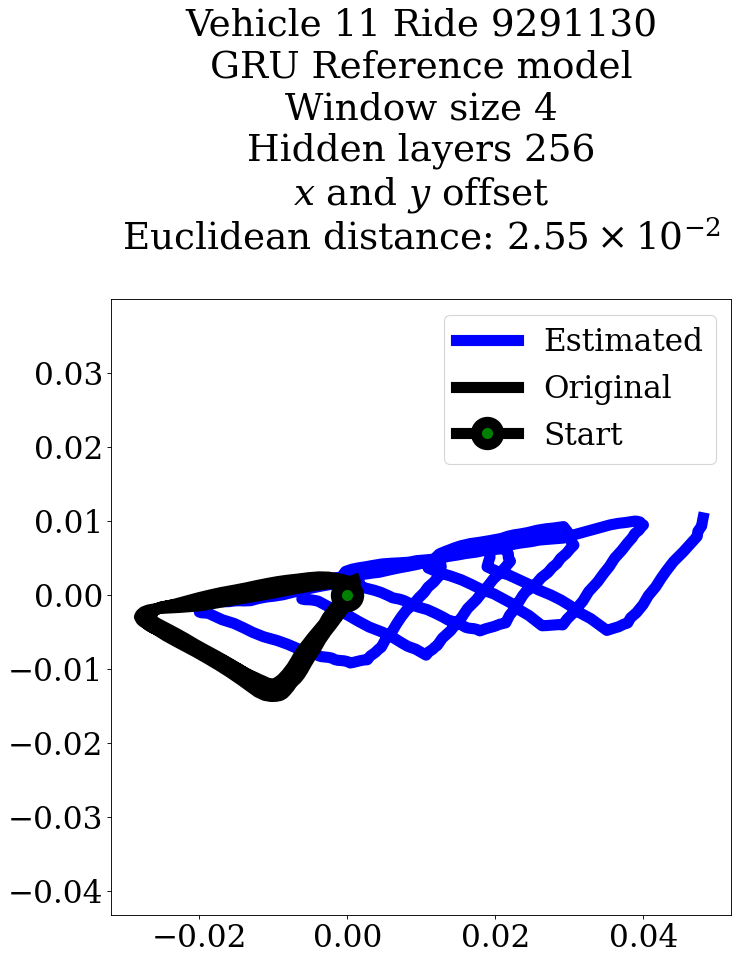 Vehicle 11 Ride 9291130
GRU Reference model
Window size 4
Hidden layers 256
x and y offset
Euclidean distance: 2.55 × 10⁻²
Estimated
Original
Start
0.03
0.02
0.01
0.00
−0.01
−0.02
−0.03
−0.04
−0.02 0.00 0.02 0.04